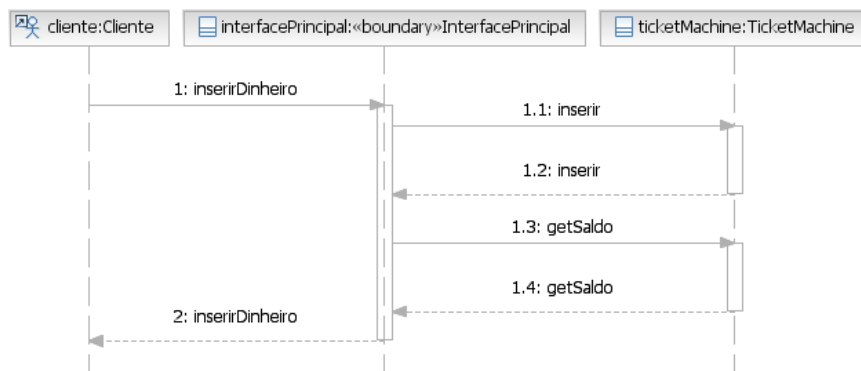 cliente:Cliente
interfacePrincipal:«boundary»InterfacePrincipal
ticketMachine:TicketMachine
1: inserirDinheiro
1.1: inserir
1.2: inserir
1.3: getSaldo
1.4: getSaldo
2: inserirDinheiro